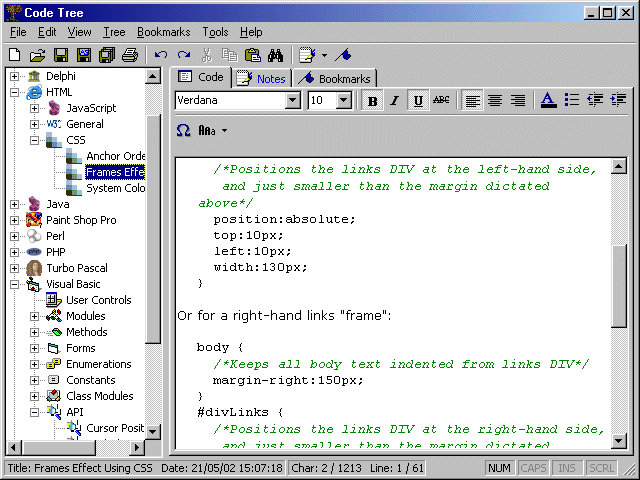 Code Tree
File Edit View Tree Bookmarks Tools Help
Code Notes Bookmarks
Verdana 10 B I U ABC A
Ω AAa
Delphi
HTML
JavaScript
W3C General
CSS
Anchor Orde
Frames Effe
System Colo
Java
Paint Shop Pro
Perl
PHP
Turbo Pascal
Visual Basic
User Controls
Modules
Methods
Forms
Enumerations
Constants
Class Modules
API
Cursor Posit
/*Positions the links DIV at the left-hand side,
and just smaller than the margin dictated
above*/
position:absolute;
top:10px;
left:10px;
width:130px;
}
Or for a right-hand links "frame":
body {
/*Keeps all body text indented from links DIV*/
margin-right:150px;
}
#divLinks {
/*Positions the links DIV at the right-hand side,
and just smaller than the margin dictated
Title: Frames Effect Using CSS Date: 21/05/02 15:07:18 Char: 2 / 1213 Line: 1 / 61 NUM CAPS INS SCRL